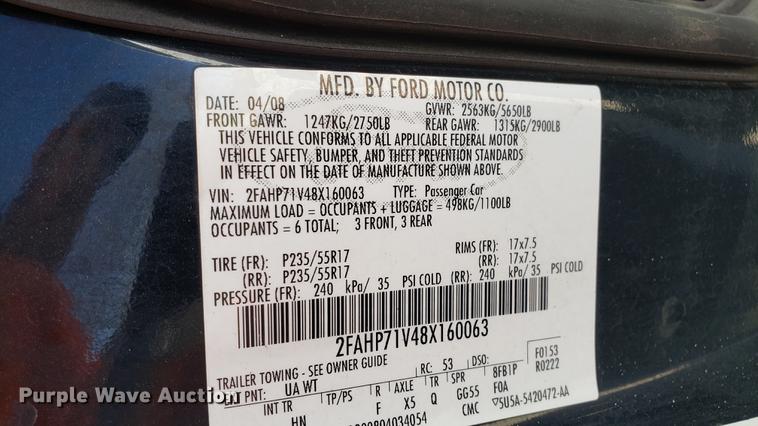 MFD. BY FORD MOTOR CO.
DATE: 04/08 GVWR: 2563KG/5650LB
FRONT GAWR: 1247KG/2750LB REAR GAWR: 1315KG/2900LB
THIS VEHICLE CONFORMS TO ALL APPLICABLE FEDERAL MOTOR
VEHICLE SAFETY, BUMPER, AND THEFT PREVENTION STANDARDS
IN EFFECT ON THE DATE OF MANUFACTURE SHOWN ABOVE.
VIN: 2FAHP71V48X160063 TYPE: Passenger Car
MAXIMUM LOAD = OCCUPANTS + LUGGAGE = 498KG/1100LB
OCCUPANTS = 6 TOTAL; 3 FRONT, 3 REAR
TIRE (FR): P235/55R17 RIMS (FR): 17x7.5
(RR): P235/55R17 (RR): 17x7.5
PRESSURE (FR): 240 kPa/ 35 PSI COLD (RR): 240 kPa/ 35 PSI COLD
2FAHP71V48X160063
TRAILER TOWING - SEE OWNER GUIDE
EXT PNT: UA WT RC: 53 DSO: F0153
INT TR TP/PS R AXLE TR SPR 8FB1P R0222
HN F X5 Q GG55 FOA
CMC ▽5U5A-5420472-AA
Purple Wave Auction